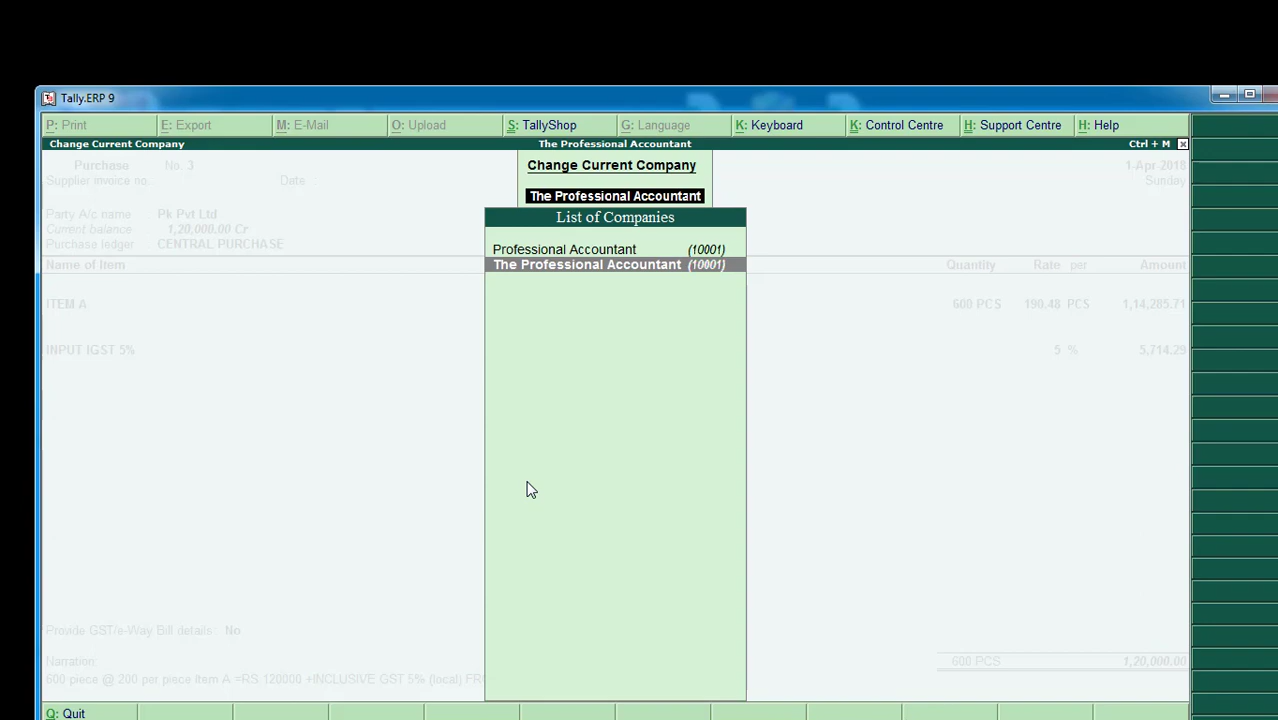 Tally.ERP 9
P: Print E: Export M: E-Mail O: Upload S: TallyShop G: Language K: Keyboard K: Control Centre H: Support Centre H: Help
Change Current Company The Professional Accountant Ctrl + M
Purchase No. 3 1-Apr-2018
Supplier invoice no. Date Sunday
Change Current Company
The Professional Accountant
Party A/c name Pk Pvt Ltd
Current balance 1,20,000.00 Cr
Purchase ledger CENTRAL PURCHASE
List of Companies
Professional Accountant (10001)
The Professional Accountant (10001)
Name of Item Quantity Rate per Amount
ITEM A 600 PCS 190.48 PCS 1,14,285.71
INPUT IGST 5% 5 % 5,714.29
Provide GST/e-Way Bill details No
Narration 600 PCS 1,20,000.00
600 piece @ 200 per piece Item A =RS 120000 +INCLUSIVE GST 5% (local) FR
Q: Quit